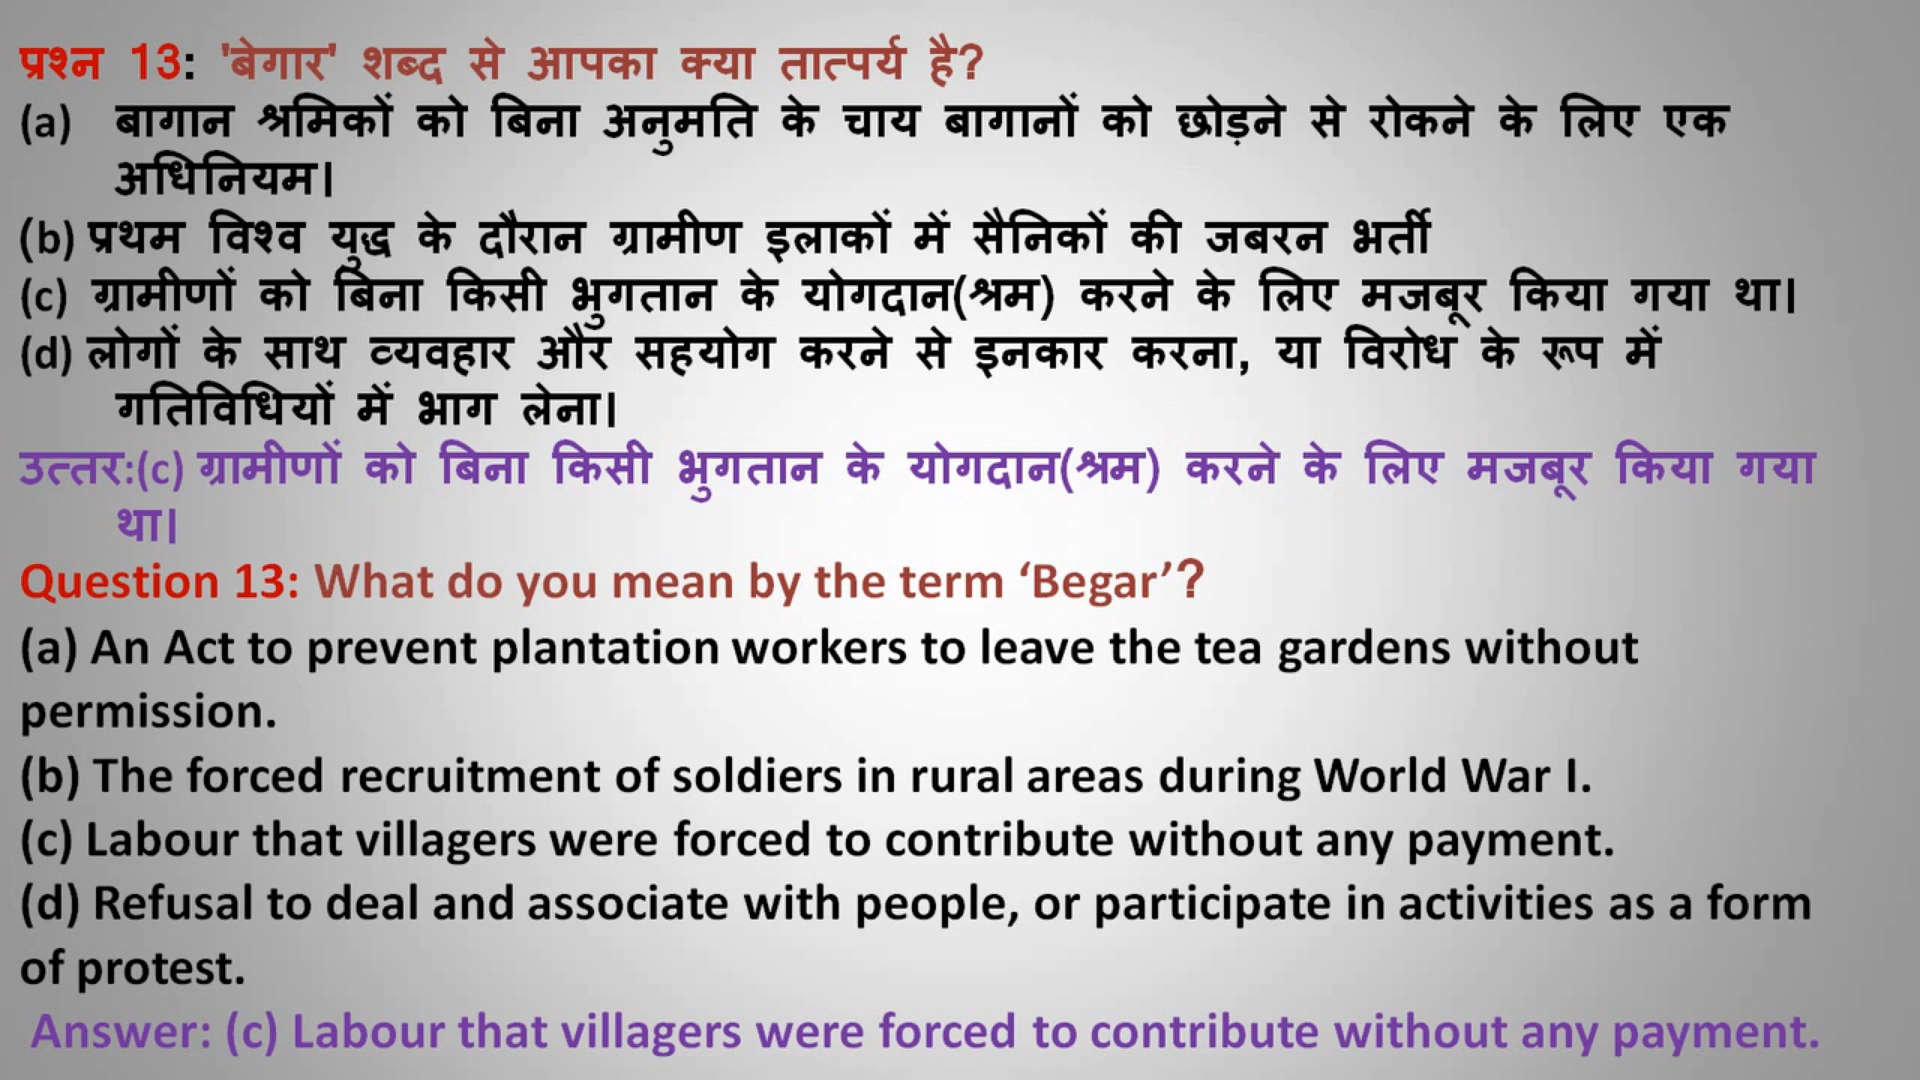 प्रश्न 13: 'बेगार' शब्द से आपका क्या तात्पर्य है?
(a) बागान श्रमिकों को बिना अनुमति के चाय बागानों को छोड़ने से रोकने के लिए एक
अधिनियम।
(b) प्रथम विश्व युद्ध के दौरान ग्रामीण इलाकों में सैनिकों की जबरन भर्ती
(c) ग्रामीणों को बिना किसी भुगतान के योगदान(श्रम) करने के लिए मजबूर किया गया था।
(d) लोगों के साथ व्यवहार और सहयोग करने से इनकार करना, या विरोध के रूप में
गतिविधियों में भाग लेना।
उत्तर:(c) ग्रामीणों को बिना किसी भुगतान के योगदान(श्रम) करने के लिए मजबूर किया गया
था।
Question 13: What do you mean by the term ‘Begar’?
(a) An Act to prevent plantation workers to leave the tea gardens without
permission.
(b) The forced recruitment of soldiers in rural areas during World War I.
(c) Labour that villagers were forced to contribute without any payment.
(d) Refusal to deal and associate with people, or participate in activities as a form
of protest.
Answer: (c) Labour that villagers were forced to contribute without any payment.